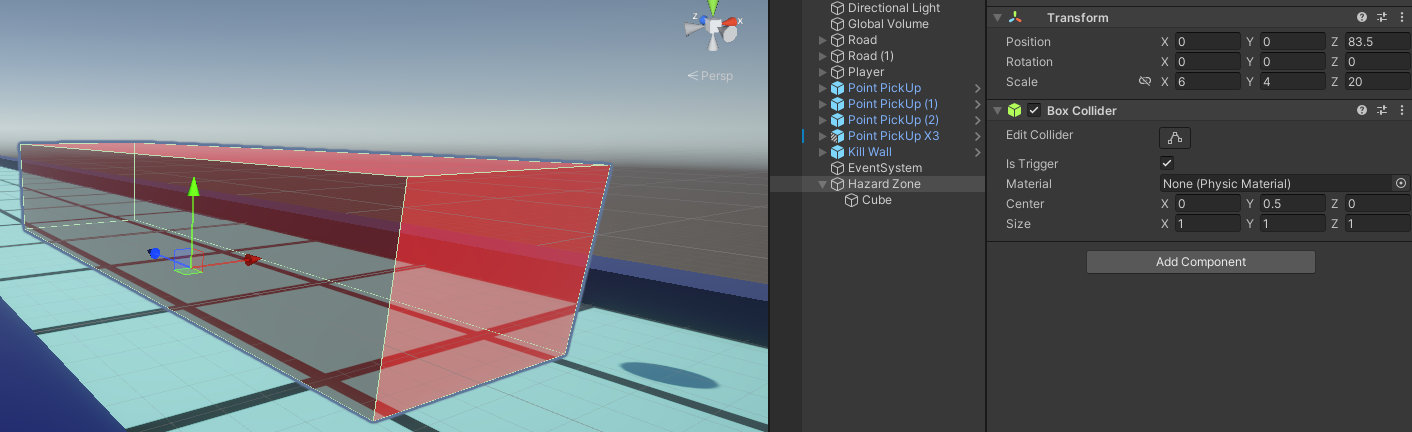 z
x
Persp
Directional Light
Global Volume
Road
Road (1)
Player
Point PickUp
Point PickUp (1)
Point PickUp (2)
Point PickUp X3
Kill Wall
EventSystem
Hazard Zone
Cube
Transform
Position X 0 Y 0 Z 83.5
Rotation X 0 Y 0 Z 0
Scale X 6 Y 4 Z 20
Box Collider
Edit Collider
Is Trigger
Material None (Physic Material)
Center X 0 Y 0.5 Z 0
Size X 1 Y 1 Z 1
Add Component